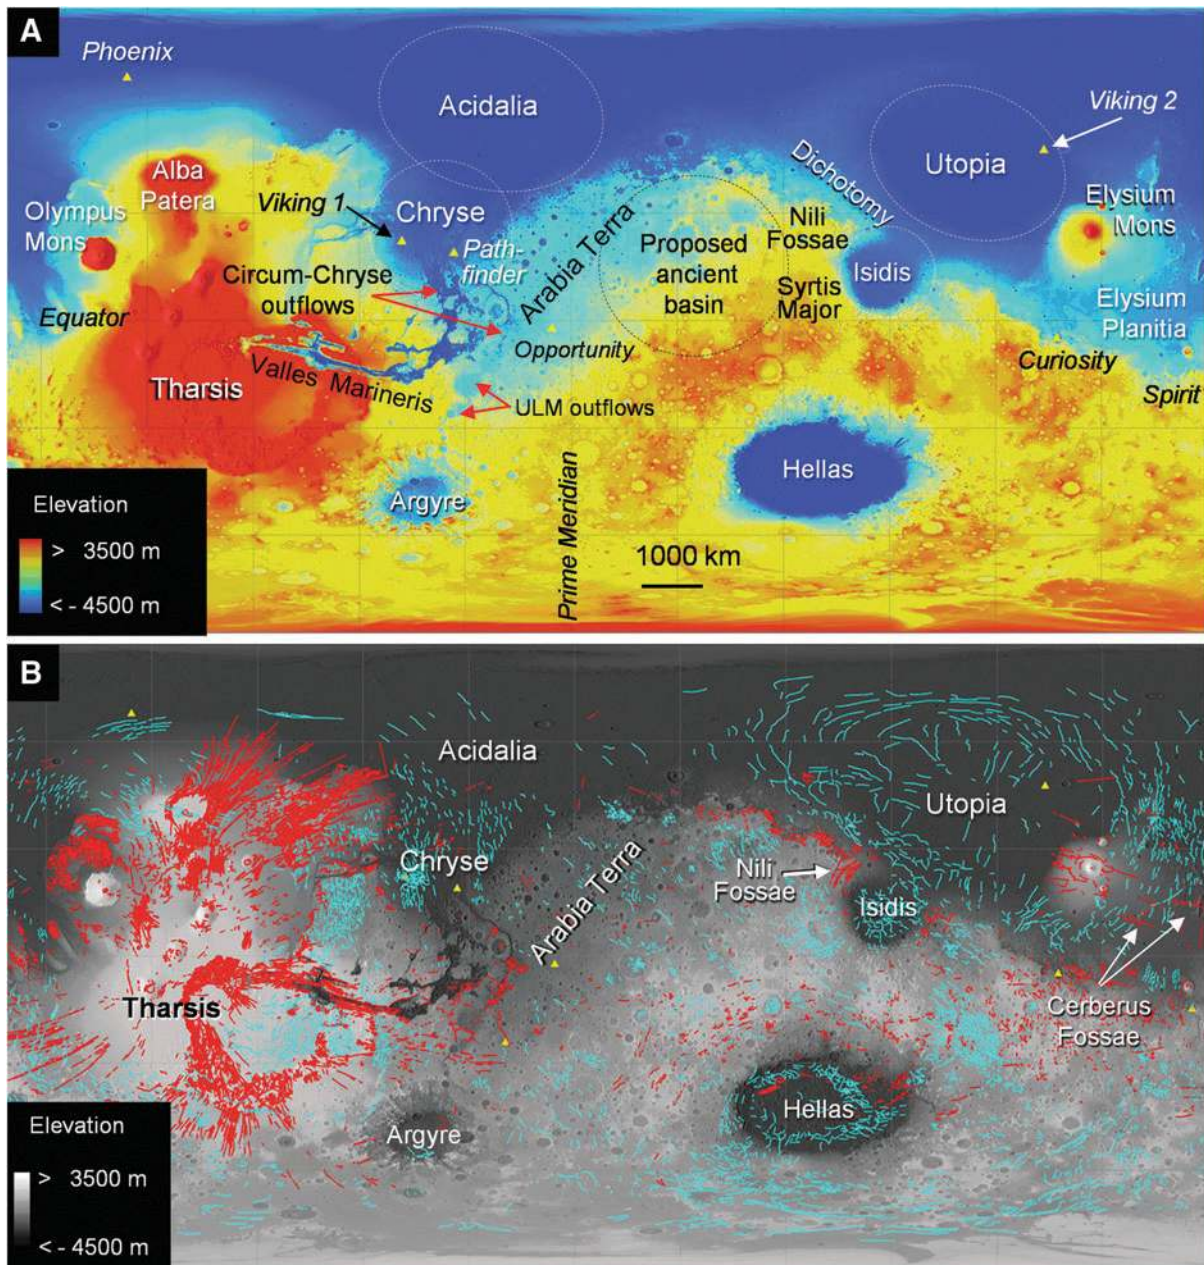 A
Phoenix
Acidalia
Viking 2
Alba
Patera
Utopia
Dichotomy
Olympus
Mons
Viking 1
Chryse
Nili
Fossae
Elysium
Mons
Path-
finder
Arabia Terra
Proposed
ancient
basin
Isidis
Circum-Chryse
outflows
Syrtis
Major
Equator
Elysium
Planitia
Opportunity
Curiosity
Valles Marineris
Tharsis
Spirit
ULM outflows
Hellas
Argyre
Prime Meridian
1000 km
Elevation
> 3500 m
< - 4500 m
B
Acidalia
Utopia
Chryse
Nili
Fossae
Arabia Terra
Isidis
Tharsis
Cerberus
Fossae
Hellas
Argyre
Elevation
> 3500 m
< - 4500 m